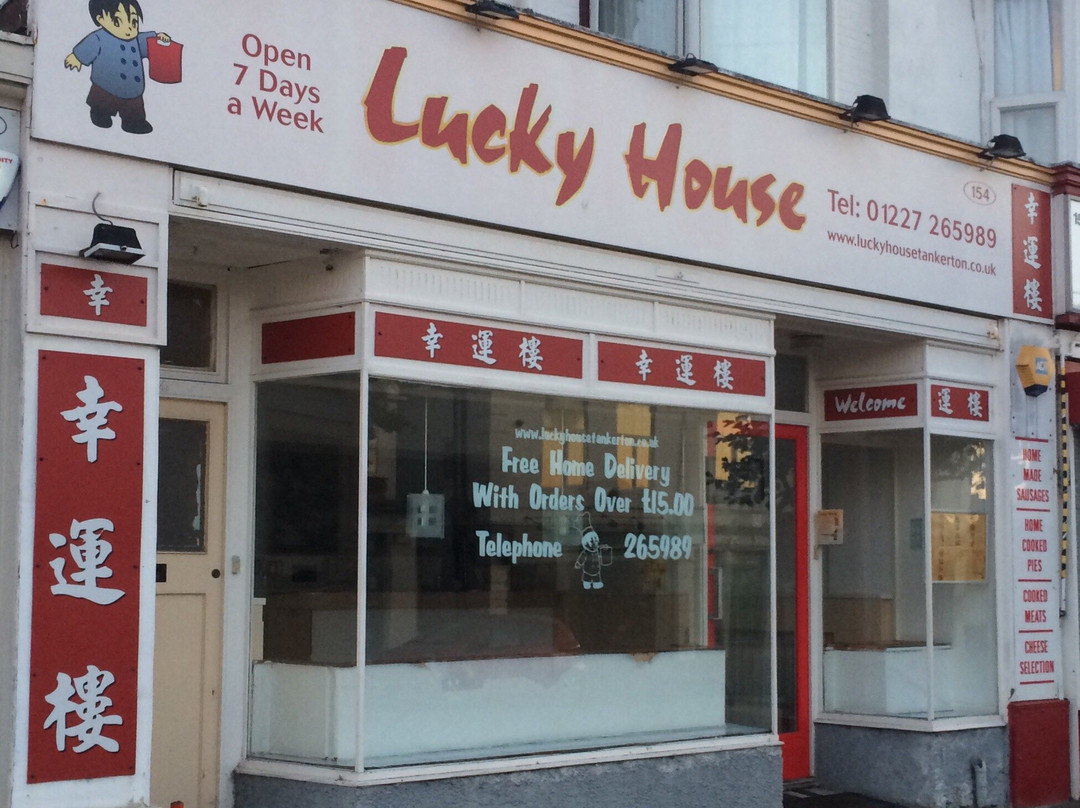 Open
7 Days
a Week
Lucky House
154
Tel: 01227 265989
www.luckyhousetankerton.co.uk
幸
運
樓
幸
幸
運
樓
幸運樓
幸運樓
Welcome
運樓
www.luckyhousetankerton.co.uk
Free Home Delivery
With Orders Over £15.00
Telephone 265989
HOME
MADE
SAUSAGES
HOME
COOKED
PIES
COOKED
MEATS
CHEESE
SELECTION